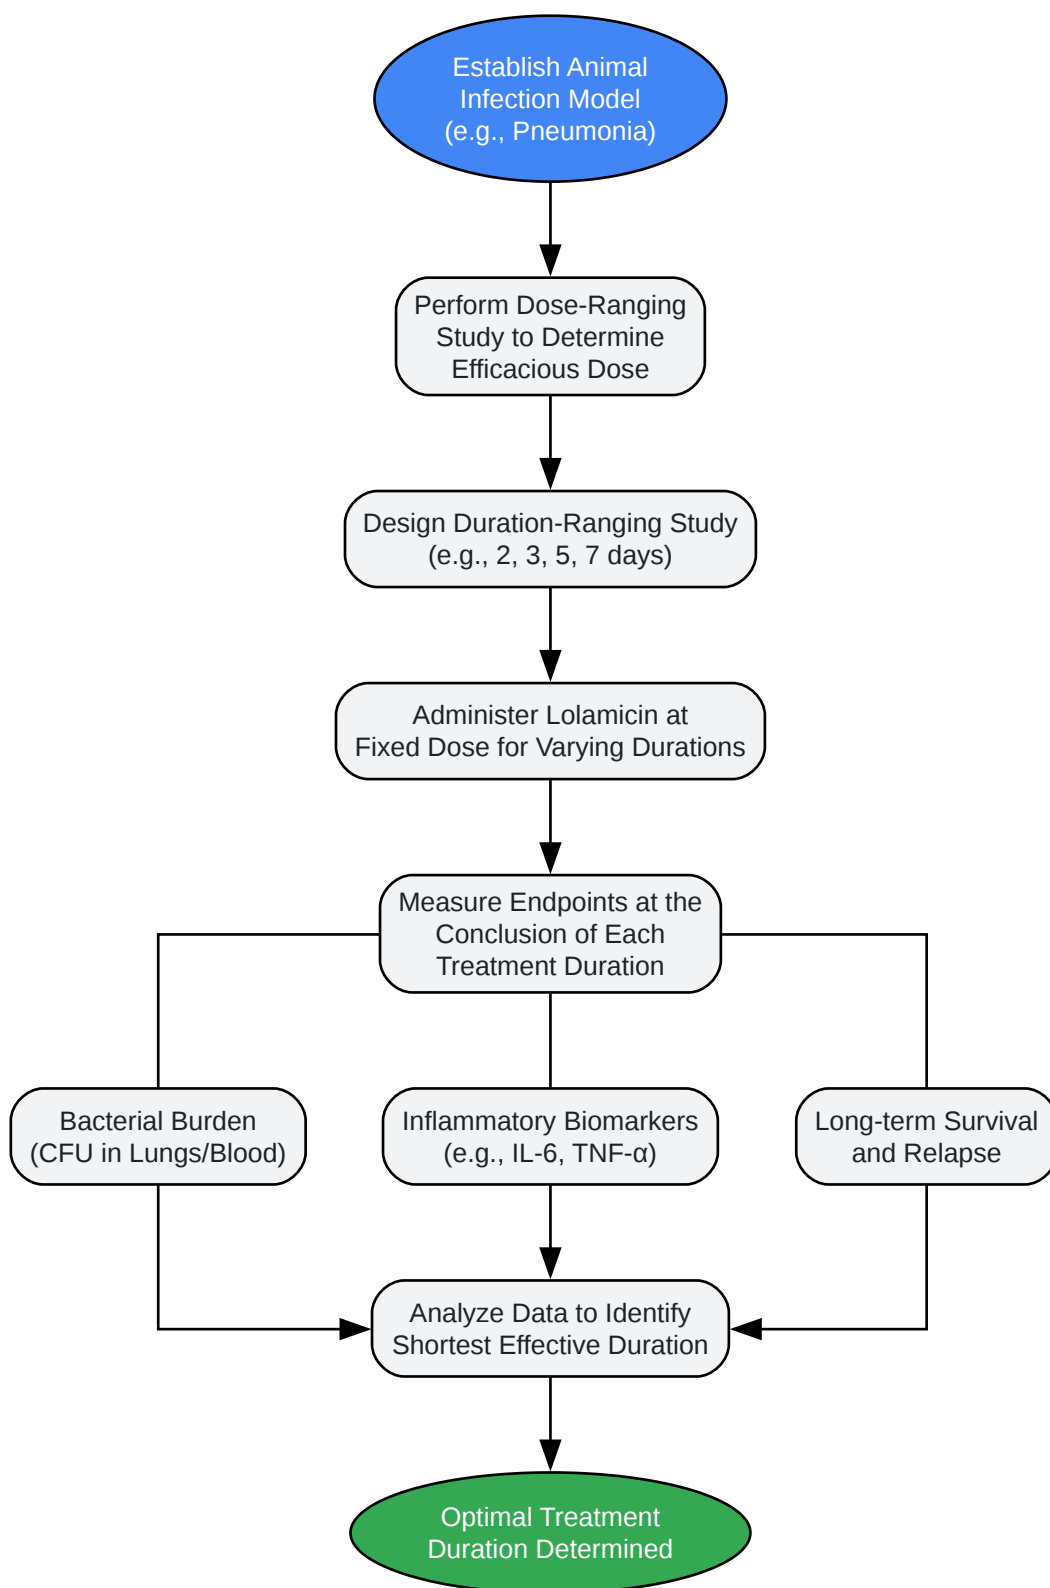 Establish Animal
Infection Model
(e.g., Pneumonia)
Perform Dose-Ranging
Study to Determine
Efficacious Dose
Design Duration-Ranging Study
(e.g., 2, 3, 5, 7 days)
Administer Lolamicin at
Fixed Dose for Varying Durations
Measure Endpoints at the
Conclusion of Each
Treatment Duration
Bacterial Burden
(CFU in Lungs/Blood)
Inflammatory Biomarkers
(e.g., IL-6, TNF-α)
Long-term Survival
and Relapse
Analyze Data to Identify
Shortest Effective Duration
Optimal Treatment
Duration Determined